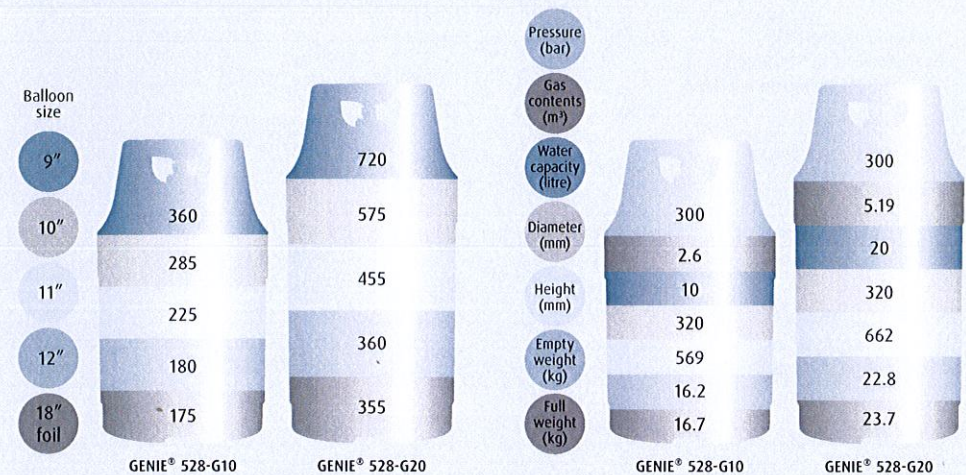 Balloon
size
9″
10″
11″
12″
18″
foil
360
285
225
180
175
GENIE® 528-G10
720
575
455
360
355
GENIE® 528-G20
Pressure
(bar)
Gas
contents
(m³)
Water
capacity
(litre)
Diameter
(mm)
Height
(mm)
Empty
weight
(kg)
Full
weight
(kg)
300
2.6
10
320
569
16.2
16.7
GENIE® 528-G10
300
5.19
20
320
662
22.8
23.7
GENIE® 528-G20